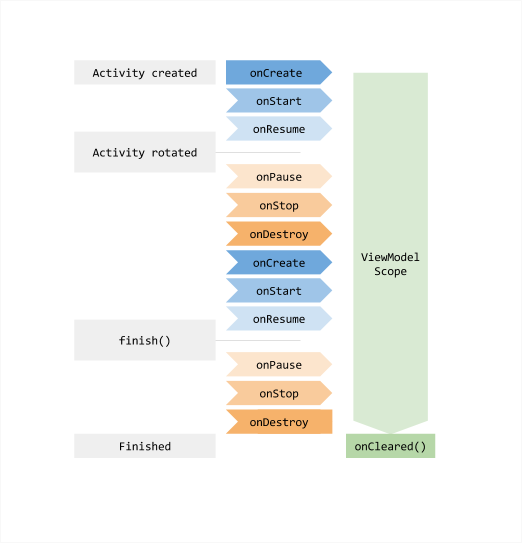 Activity created
onCreate
onStart
onResume
Activity rotated
onPause
onStop
onDestroy
onCreate
ViewModel
Scope
onStart
onResume
finish()
onPause
onStop
onDestroy
Finished
onCleared()